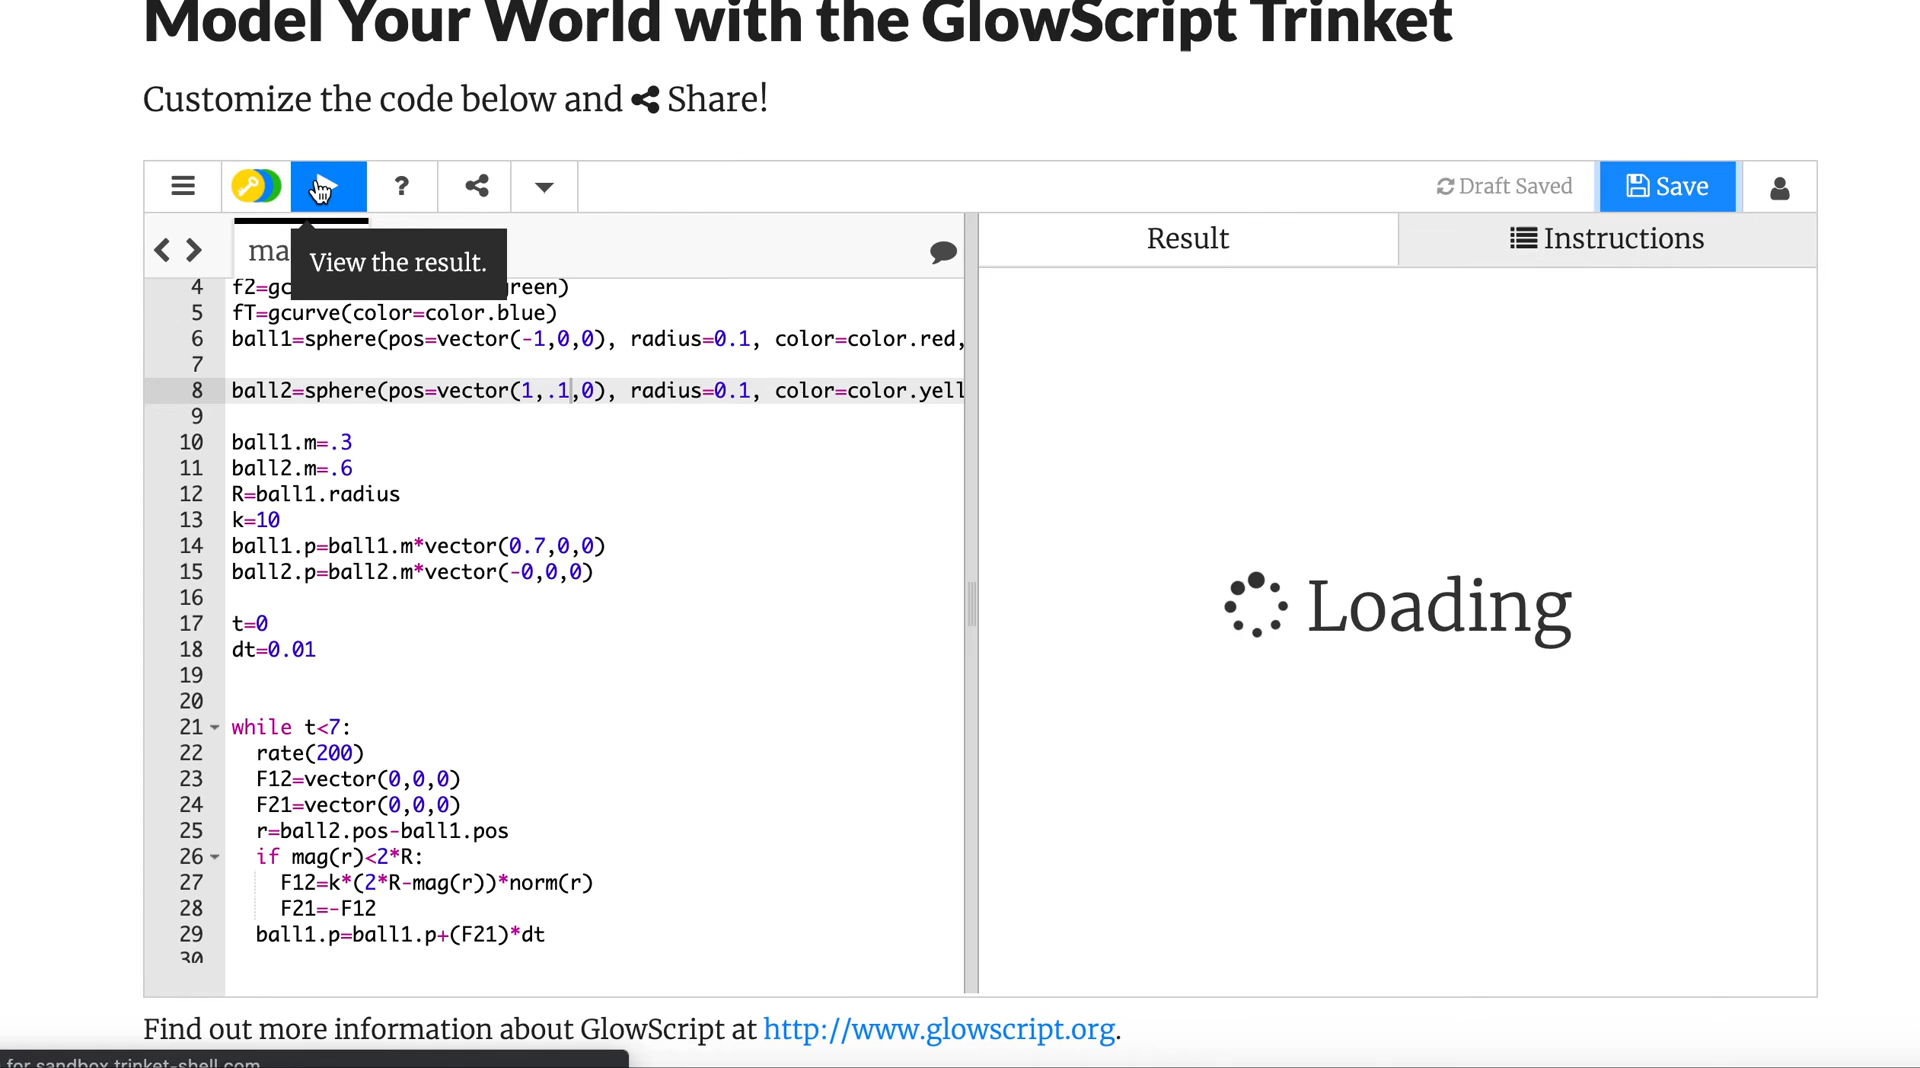 Model Your World with the GlowScript Trinket
Customize the code below and Share!
?
Draft Saved
Save
ma
View the result.
Result
Instructions
4 f2=gc reen)
5 fT=gcurve(color=color.blue)
6 ball1=sphere(pos=vector(-1,0,0), radius=0.1, color=color.red,
7
8 ball2=sphere(pos=vector(1,.1,0), radius=0.1, color=color.yell
9
10 ball1.m=.3
11 ball2.m=.6
12 R=ball1.radius
13 k=10
14 ball1.p=ball1.m*vector(0.7,0,0)
15 ball2.p=ball2.m*vector(-0,0,0)
16
17 t=0
18 dt=0.01
19
20
21 while t<7:
22 rate(200)
23 F12=vector(0,0,0)
24 F21=vector(0,0,0)
25 r=ball2.pos-ball1.pos
26 if mag(r)<2*R:
27 F12=k*(2*R-mag(r))*norm(r)
28 F21=-F12
29 ball1.p=ball1.p+(F21)*dt
30
Loading
Find out more information about GlowScript at http://www.glowscript.org.
for sandbox.trinket-shell.com